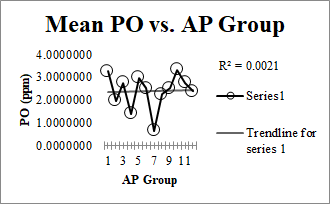 Mean PO vs. AP Group
4.0000000
3.0000000
2.0000000
1.0000000
0.0000000
PO (ppm)
1 3 5 7 9 11
AP Group
R² = 0.0021
Series1
Trendline for
series 1